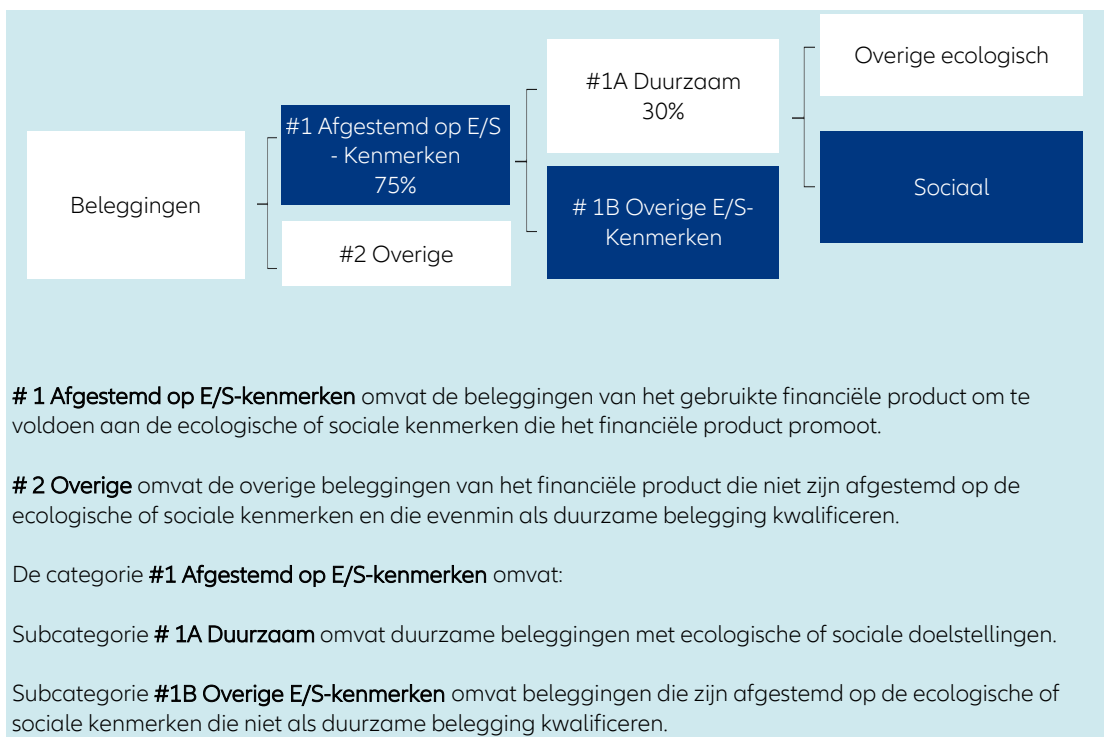 Beleggingen
#1 Afgestemd op E/S
- Kenmerken
75%
#2 Overige
#1A Duurzaam
30%
# 1B Overige E/S-
Kenmerken
Overige ecologisch
Sociaal
# 1 Afgestemd op E/S-kenmerken omvat de beleggingen van het gebruikte financiële product om te
voldoen aan de ecologische of sociale kenmerken die het financiële product promoot.
# 2 Overige omvat de overige beleggingen van het financiële product die niet zijn afgestemd op de
ecologische of sociale kenmerken en die evenmin als duurzame belegging kwalificeren.
De categorie #1 Afgestemd op E/S-kenmerken omvat:
Subcategorie # 1A Duurzaam omvat duurzame beleggingen met ecologische of sociale doelstellingen.
Subcategorie #1B Overige E/S-kenmerken omvat beleggingen die zijn afgestemd op de ecologische of
sociale kenmerken die niet als duurzame belegging kwalificeren.